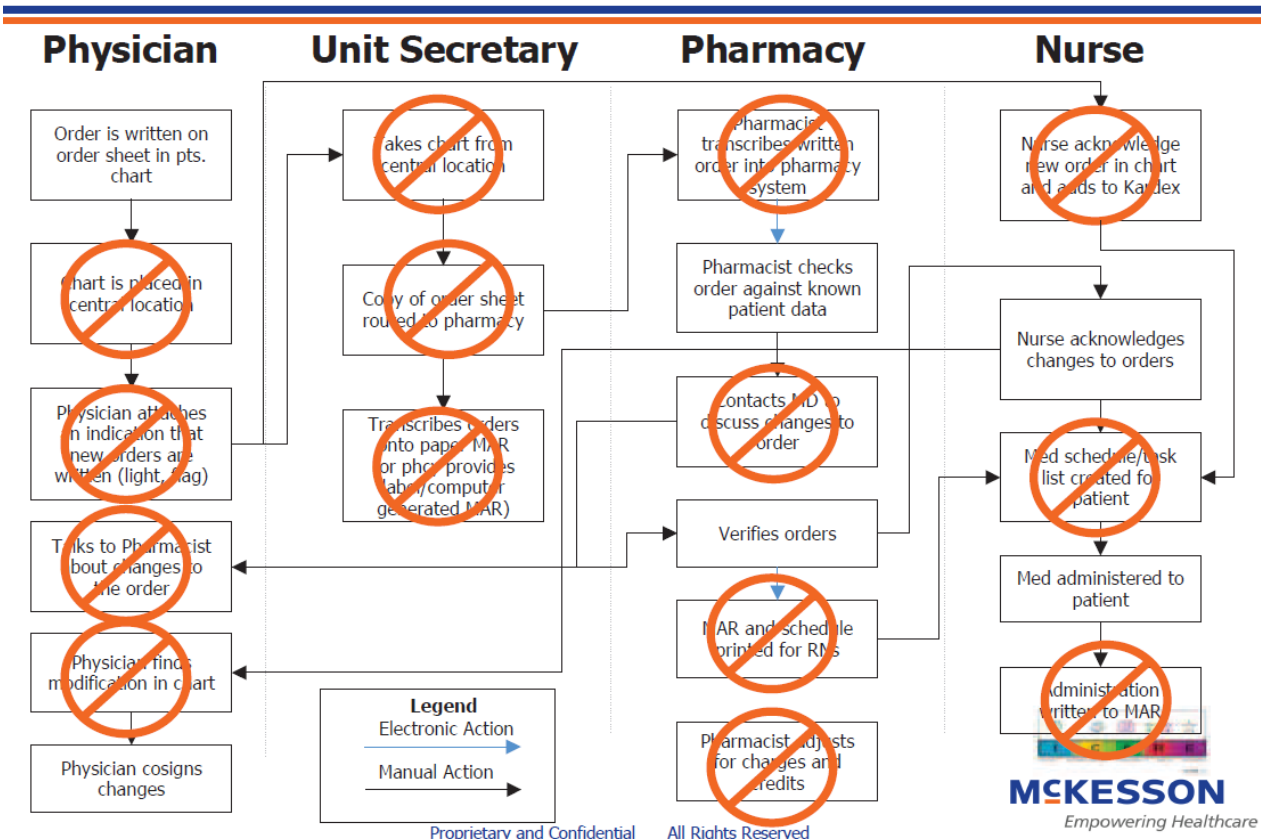 Physician
Unit Secretary
Pharmacy
Nurse
Order is written on
order sheet in pts.
chart
Chart is placed in
central location
Physician attaches
an indication that
new orders are
written (light, flag)
Talks to Pharmacist
about changes to
the order
Physician finds
modification in chart
Physician cosigns
changes
Takes chart from
central location
Copy of order sheet
routed to pharmacy
Transcribes orders
onto paper MAR
(or phcy provides
label/computer
generated MAR)
Legend
Electronic Action
Manual Action
Pharmacist
transcribes written
order into pharmacy
system
Pharmacist checks
order against known
patient data
Contacts MD to
discuss changes to
order
Verifies orders
MAR and schedule
printed for RNs
Pharmacist adjusts
for charges and
credits
Nurse acknowledge
new order in chart
and adds to Kardex
Nurse acknowledges
changes to orders
Med schedule/task
list created for
patient
Med administered to
patient
Administration
written to MAR
MCKESSON
Empowering Healthcare
Proprietary and Confidential All Rights Reserved